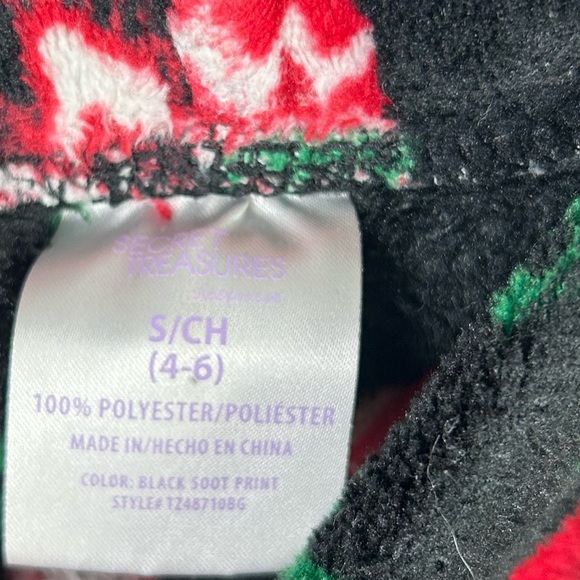 SECRET
TREASURES
Sleepwear
S/CH
(4-6)
100% POLYESTER/POLIÉSTER
MADE IN/HECHO EN CHINA
COLOR: BLACK SOOT PRINT
STYLE# TZ48710BG